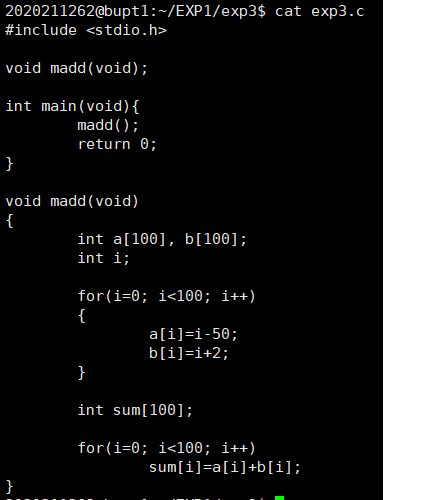 2020211262@bupt1:~/EXP1/exp3$ cat exp3.c
#include <stdio.h>
void madd(void);
int main(void){
madd();
return 0;
}
void madd(void)
{
int a[100], b[100];
int i;
for(i=0; i<100; i++)
{
a[i]=i-50;
b[i]=i+2;
}
int sum[100];
for(i=0; i<100; i++)
sum[i]=a[i]+b[i];
}